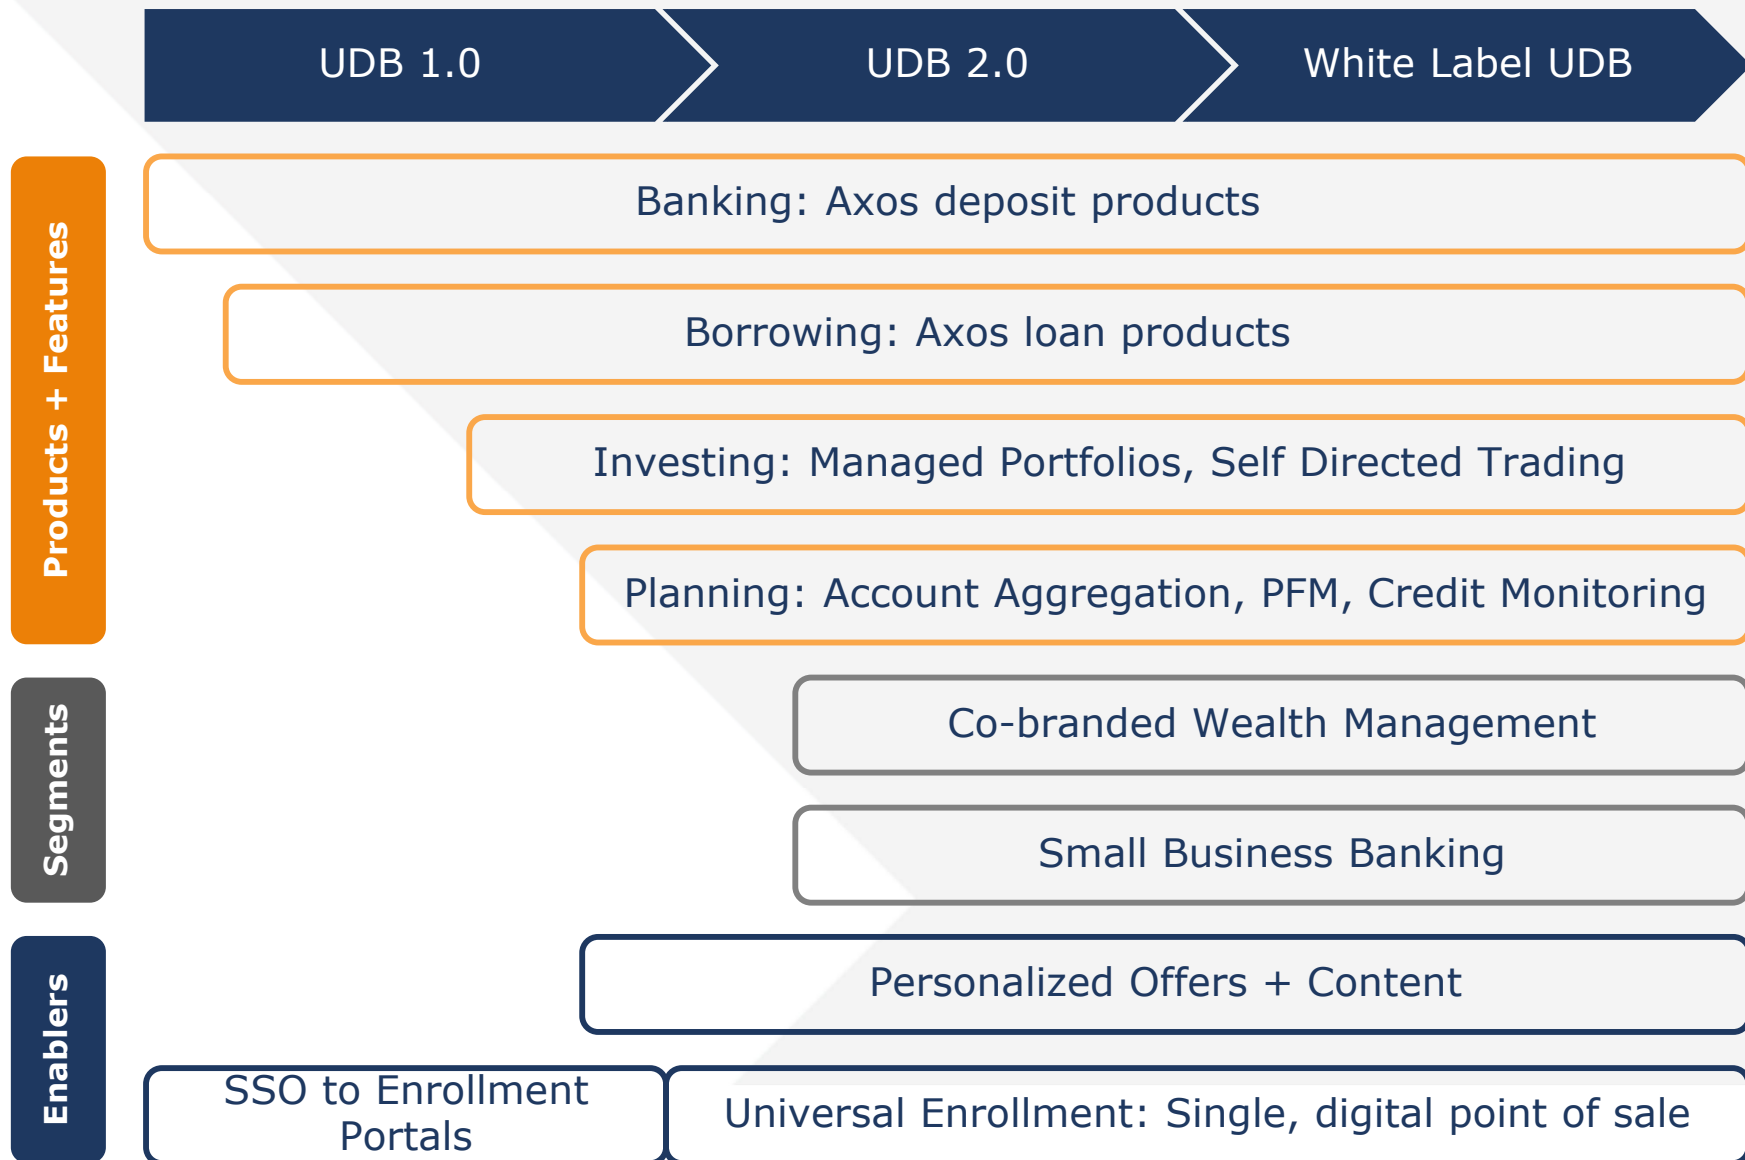 UDB 1.0
UDB 2.0
White Label UDB
Products + Features
Banking: Axos deposit products
Borrowing: Axos loan products
Investing: Managed Portfolios, Self Directed Trading
Planning: Account Aggregation, PFM, Credit Monitoring
Segments
Co-branded Wealth Management
Small Business Banking
Enablers
Personalized Offers + Content
SSO to Enrollment
Portals
Universal Enrollment: Single, digital point of sale